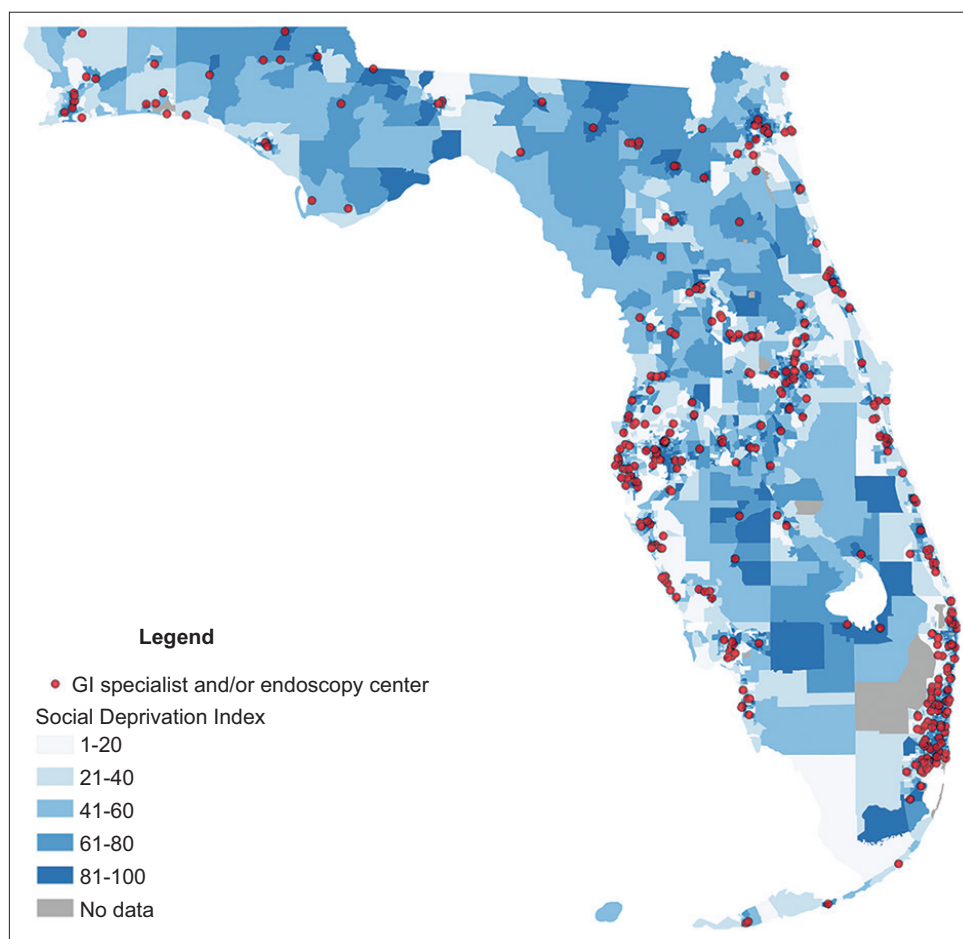 Legend
GI specialist and/or endoscopy center
Social Deprivation Index
1-20
21-40
41-60
61-80
81-100
No data